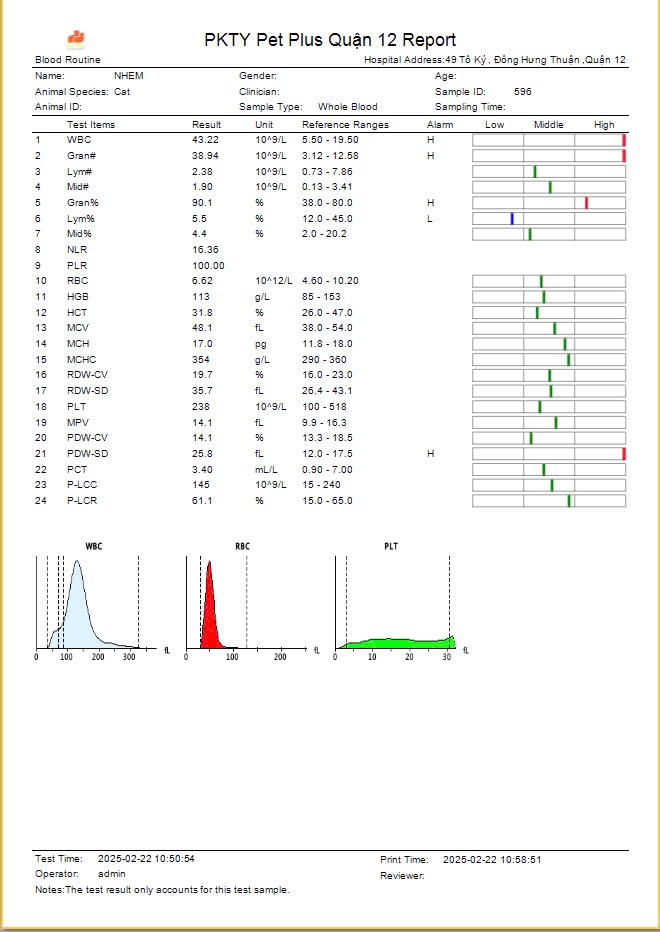 PKTY Pet Plus Quận 12 Report
Blood Routine Hospital Address:49 Tô Ký, Đông Hưng Thuận ,Quận 12
Name: NHEM Gender: Age:
Animal Species: Cat Clinician: Sample ID: 596
Animal ID: Sample Type: Whole Blood Sampling Time:
Test Items Result Unit Reference Ranges Alarm Low Middle High
1 WBC 43.22 10^9/L 5.50 - 19.50 H
2 Gran# 38.94 10^9/L 3.12 - 12.58 H
3 Lym# 2.38 10^9/L 0.73 - 7.86
4 Mid# 1.90 10^9/L 0.13 - 3.41
5 Gran% 90.1 % 38.0 - 80.0 H
6 Lym% 5.5 % 12.0 - 45.0 L
7 Mid% 4.4 % 2.0 - 20.2
8 NLR 16.36
9 PLR 100.00
10 RBC 6.62 10^12/L 4.60 - 10.20
11 HGB 113 g/L 85 - 153
12 HCT 31.8 % 26.0 - 47.0
13 MCV 48.1 fL 38.0 - 54.0
14 MCH 17.0 pg 11.8 - 18.0
15 MCHC 354 g/L 290 - 360
16 RDW-CV 19.7 % 16.0 - 23.0
17 RDW-SD 35.7 fL 26.4 - 43.1
18 PLT 238 10^9/L 100 - 518
19 MPV 14.1 fL 9.9 - 16.3
20 PDW-CV 14.1 % 13.3 - 18.5
21 PDW-SD 25.8 fL 12.0 - 17.5 H
22 PCT 3.40 mL/L 0.90 - 7.00
23 P-LCC 145 10^9/L 15 - 240
24 P-LCR 61.1 % 15.0 - 65.0
WBC RBC PLT
0 100 200 300 fL 0 100 200 fL 0 10 20 30 fL
Test Time: 2025-02-22 10:50:54 Print Time: 2025-02-22 10:58:51
Operator: admin Reviewer:
Notes:The test result only accounts for this test sample.